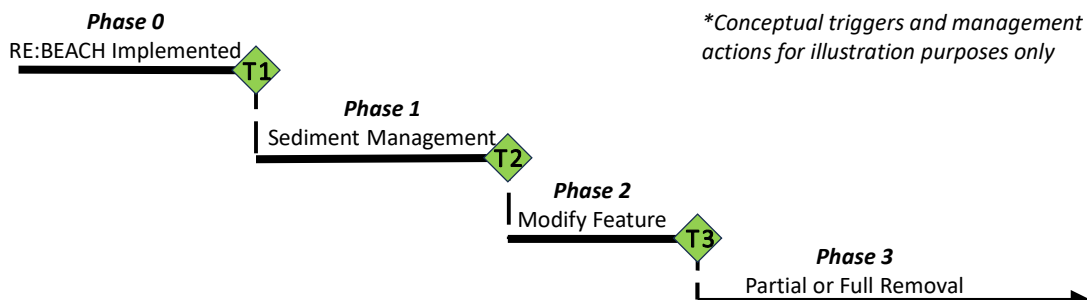 Phase 0
RE:BEACH Implemented
*Conceptual triggers and management
actions for illustration purposes only
T1
Phase 1
Sediment Management
T2
Phase 2
Modify Feature
T3
Phase 3
Partial or Full Removal